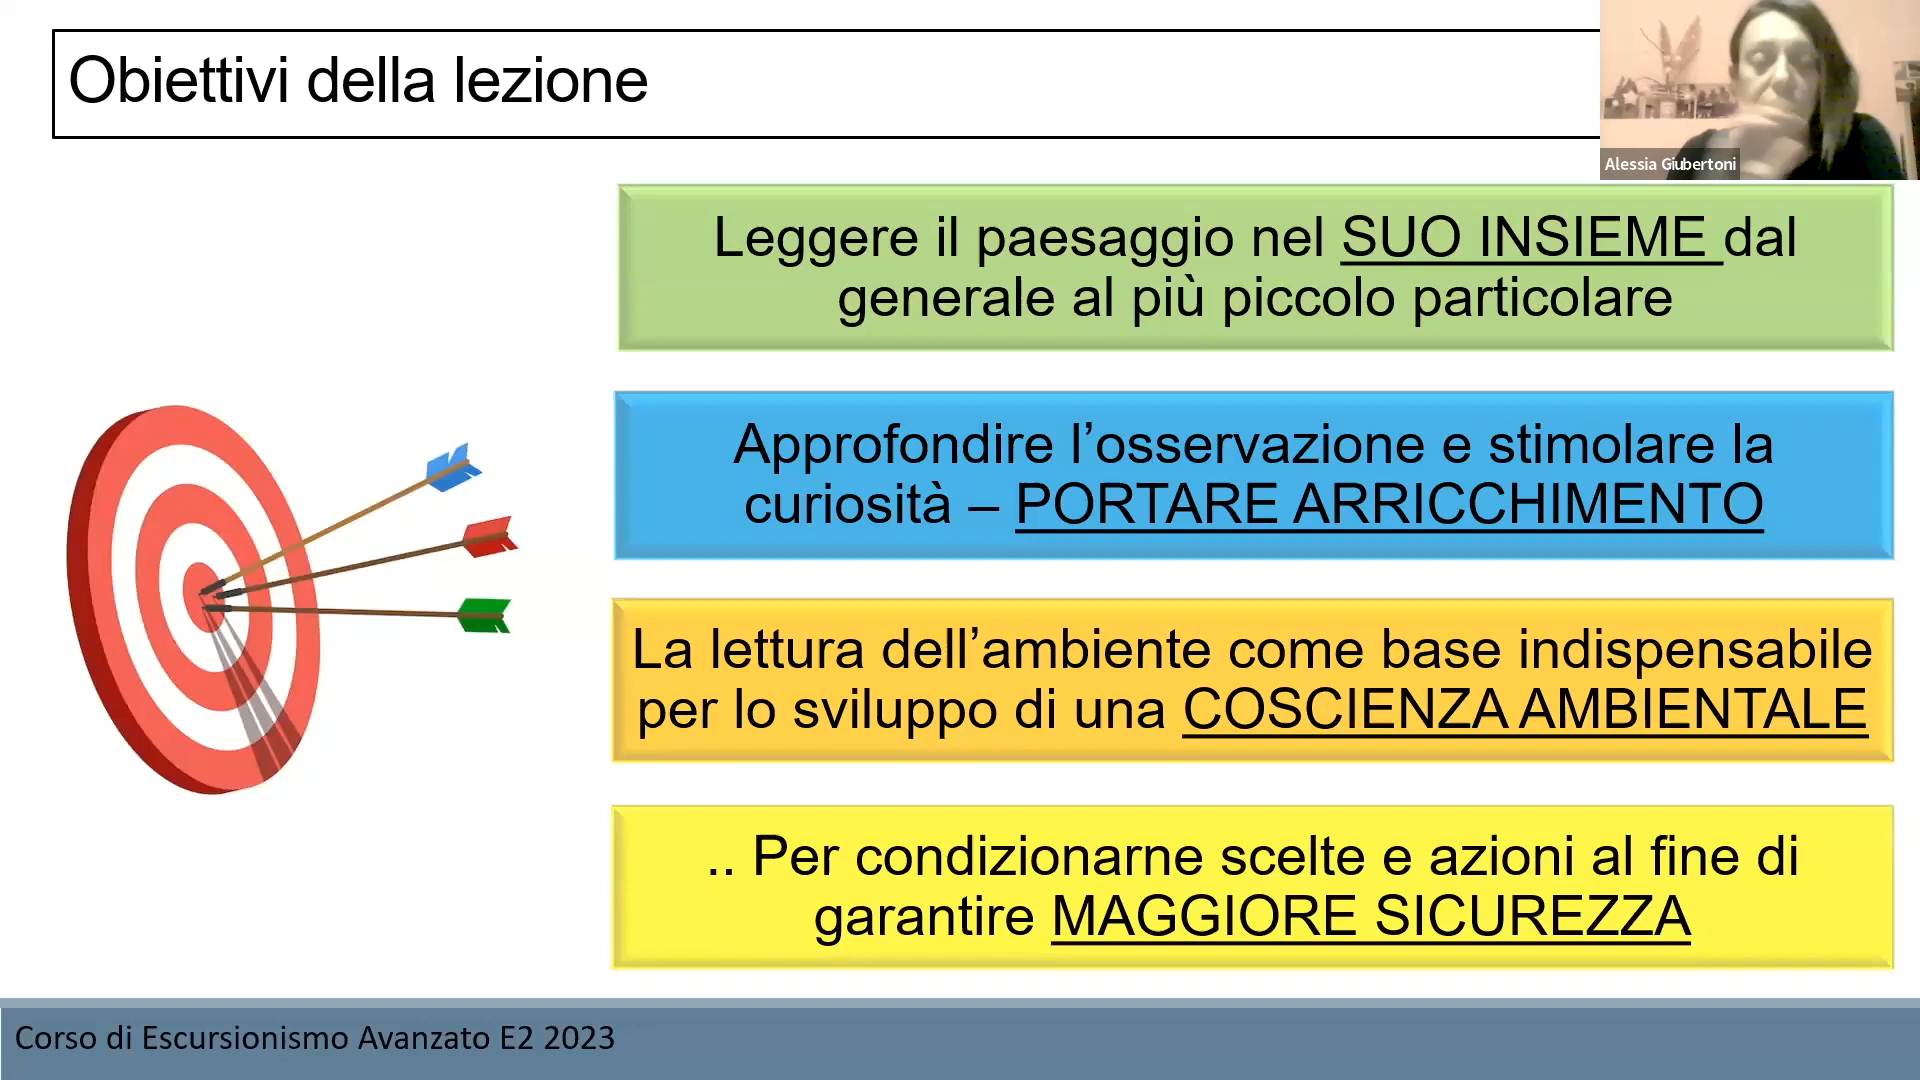 Obiettivi della lezione
Alessia Giubertoni
Leggere il paesaggio nel SUO INSIEME dal
generale al più piccolo particolare
Approfondire l’osservazione e stimolare la
curiosità – PORTARE ARRICCHIMENTO
La lettura dell’ambiente come base indispensabile
per lo sviluppo di una COSCIENZA AMBIENTALE
.. Per condizionarne scelte e azioni al fine di
garantire MAGGIORE SICUREZZA
Corso di Escursionismo Avanzato E2 2023